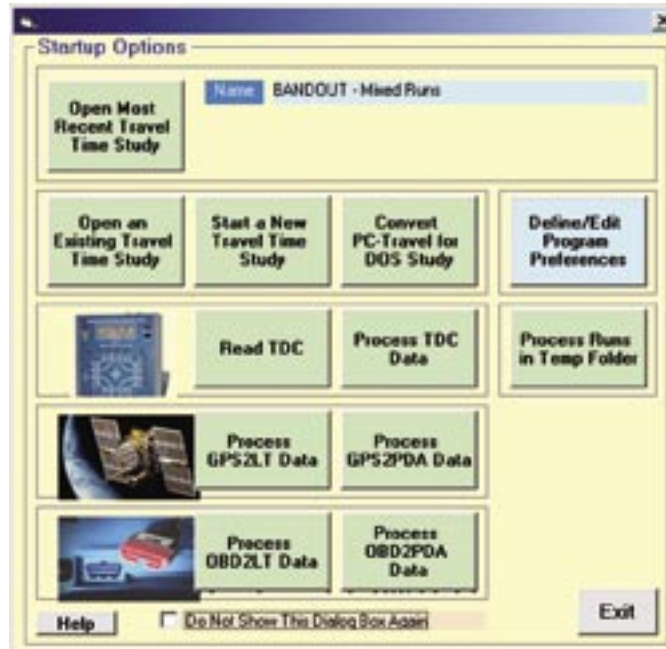 Startup Options
Open Most
Recent Travel
Time Study
Name BANDOUT - Mixed Runs
Open an
Existing Travel
Time Study
Start a New
Travel Time
Study
Convert
PC-Travel for
DOS Study
Define/Edit
Program
Preferences
Read TDC
Process TDC
Data
Process Runs
in Temp Folder
Process
GPS2LT Data
Process
GPS2PDA Data
Process
OBD2LT Data
Process
OBD2PDA
Data
Help
Do Not Show This Dialog Box Again
Exit